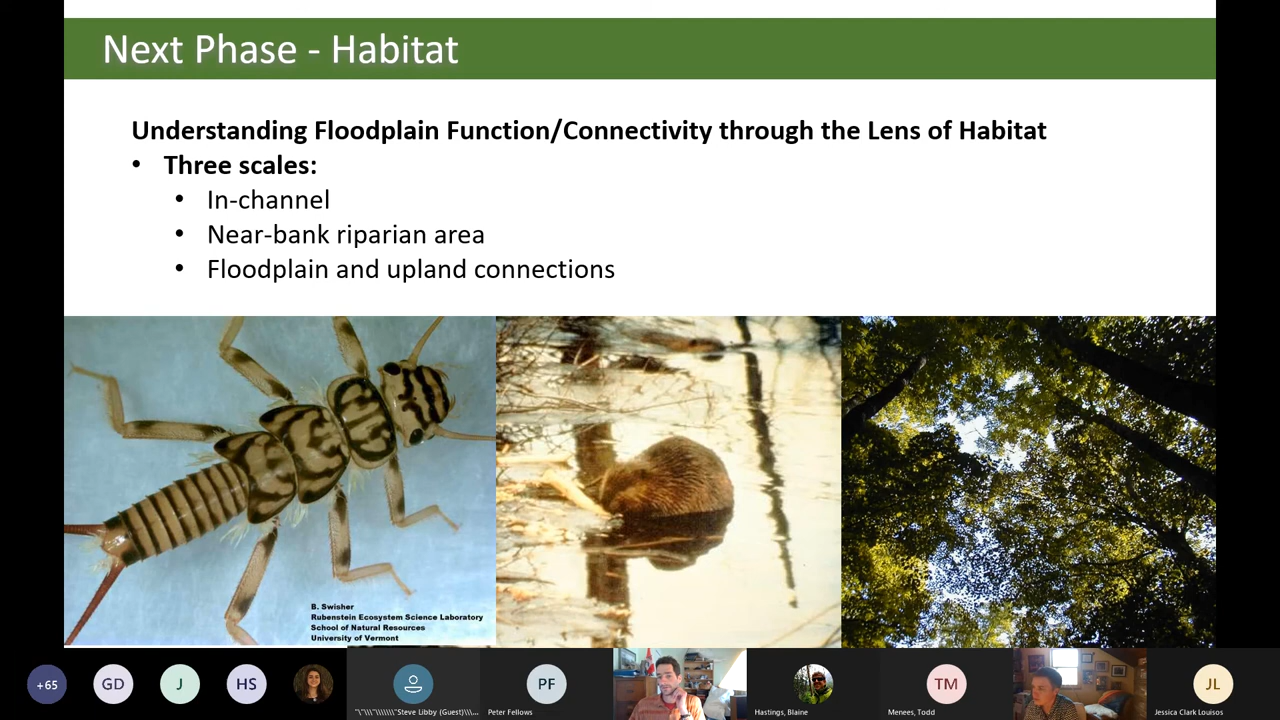 Next Phase - Habitat
Understanding Floodplain Function/Connectivity through the Lens of Habitat
• Three scales:
• In-channel
• Near-bank riparian area
• Floodplain and upland connections
B. Swisher
Rubenstein Ecosystem Science Laboratory
School of Natural Resources
University of Vermont
+65
GD
J
HS
Steve Libby (Guest)
PF
Peter Fellows
Hastings, Blaine
TM
Menees, Todd
JL
Jessica Clark Louisos